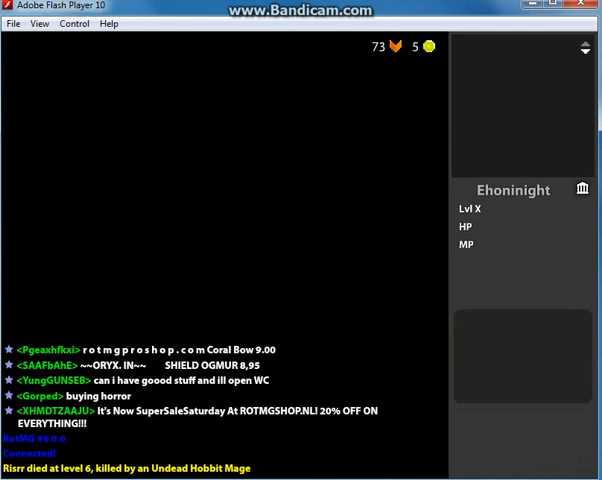 Adobe Flash Player 10
www.Bandicam.com
File View Control Help
73 5
Ehoninight
Lvl X
HP
MP
<Pgeaxhfkxi> r o t m g p r o s h o p . c o m Coral Bow 9.00
<SAAFbAhE> ~~ORYX. IN~~ SHIELD OGMUR 8,95
<YungGUNSEB> can i have goood stuff and ill open WC
<Gorped> buying horror
<XHMDTZAAJU> It's Now SuperSaleSaturday At ROTMGSHOP.NL! 20% OFF ON
EVERYTHING!!!
RotMG #6.0.0
Connected!
Risrr died at level 6, killed by an Undead Hobbit Mage